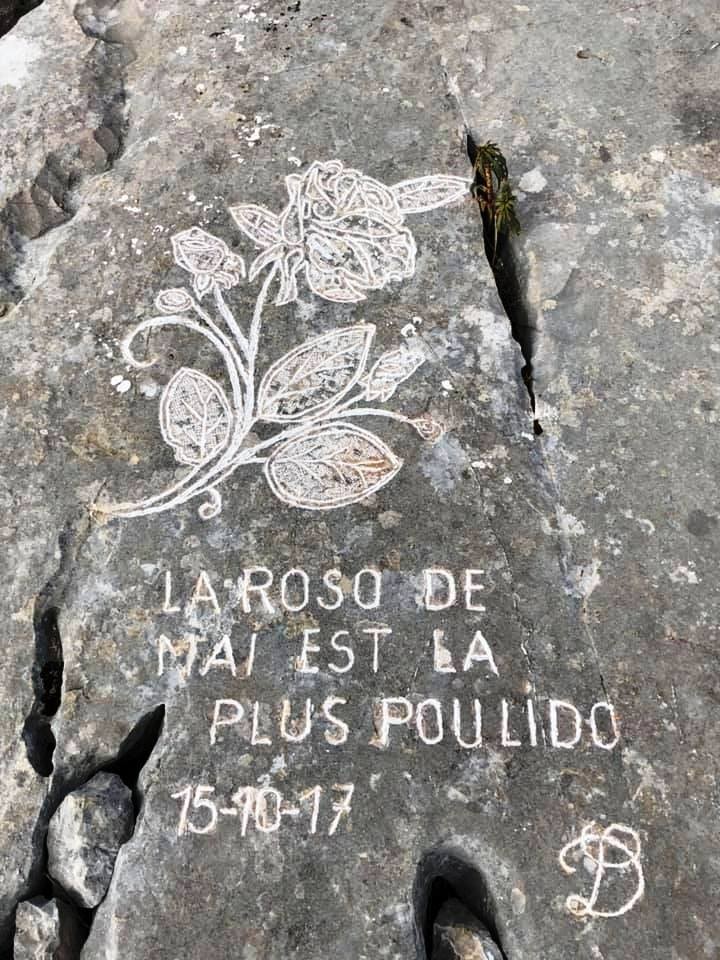 LA ROSO DE
MAI EST LA
PLUS POULIDO
15-10-17